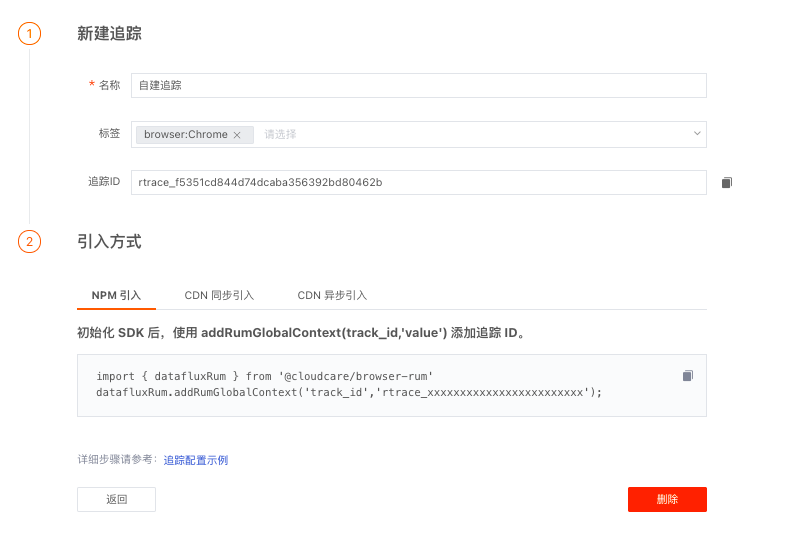 1 新建追踪
* 名称 自建追踪
标签 browser:Chrome × 请选择
追踪ID rtrace_f5351cd844d74dcaba356392bd80462b
2 引入方式
NPM 引入 CDN 同步引入 CDN 异步引入
初始化 SDK 后，使用 addRumGlobalContext(track_id,'value') 添加追踪 ID。
import { datafluxRum } from '@cloudcare/browser-rum'
datafluxRum.addRumGlobalContext('track_id','rtrace_xxxxxxxxxxxxxxxxxxxxxxxx');
详细步骤请参考：追踪配置示例
返回 删除